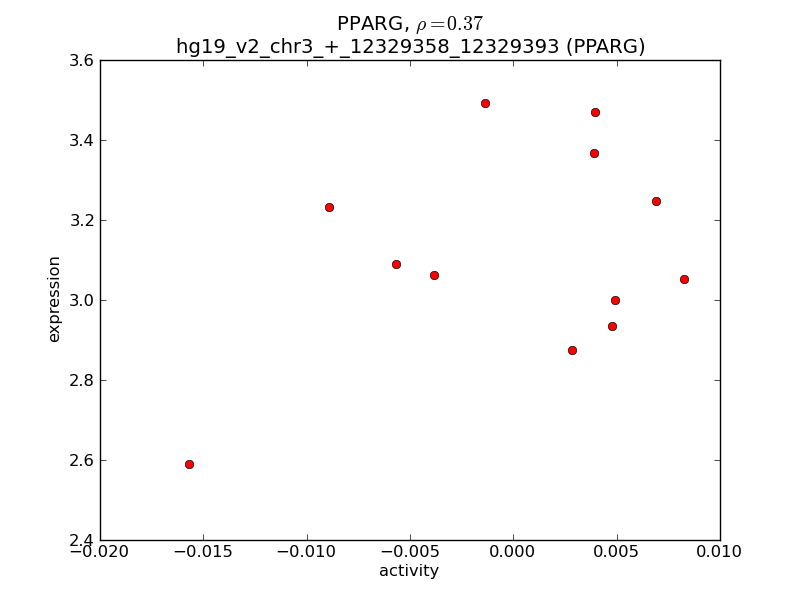 PPARG, ρ=0.37
hg19_v2_chr3_+_12329358_12329393 (PPARG)
3.6
3.4
3.2
3.0
2.8
2.6
2.4
expression
−0.020 −0.015 −0.010 −0.005 0.000 0.005 0.010
activity